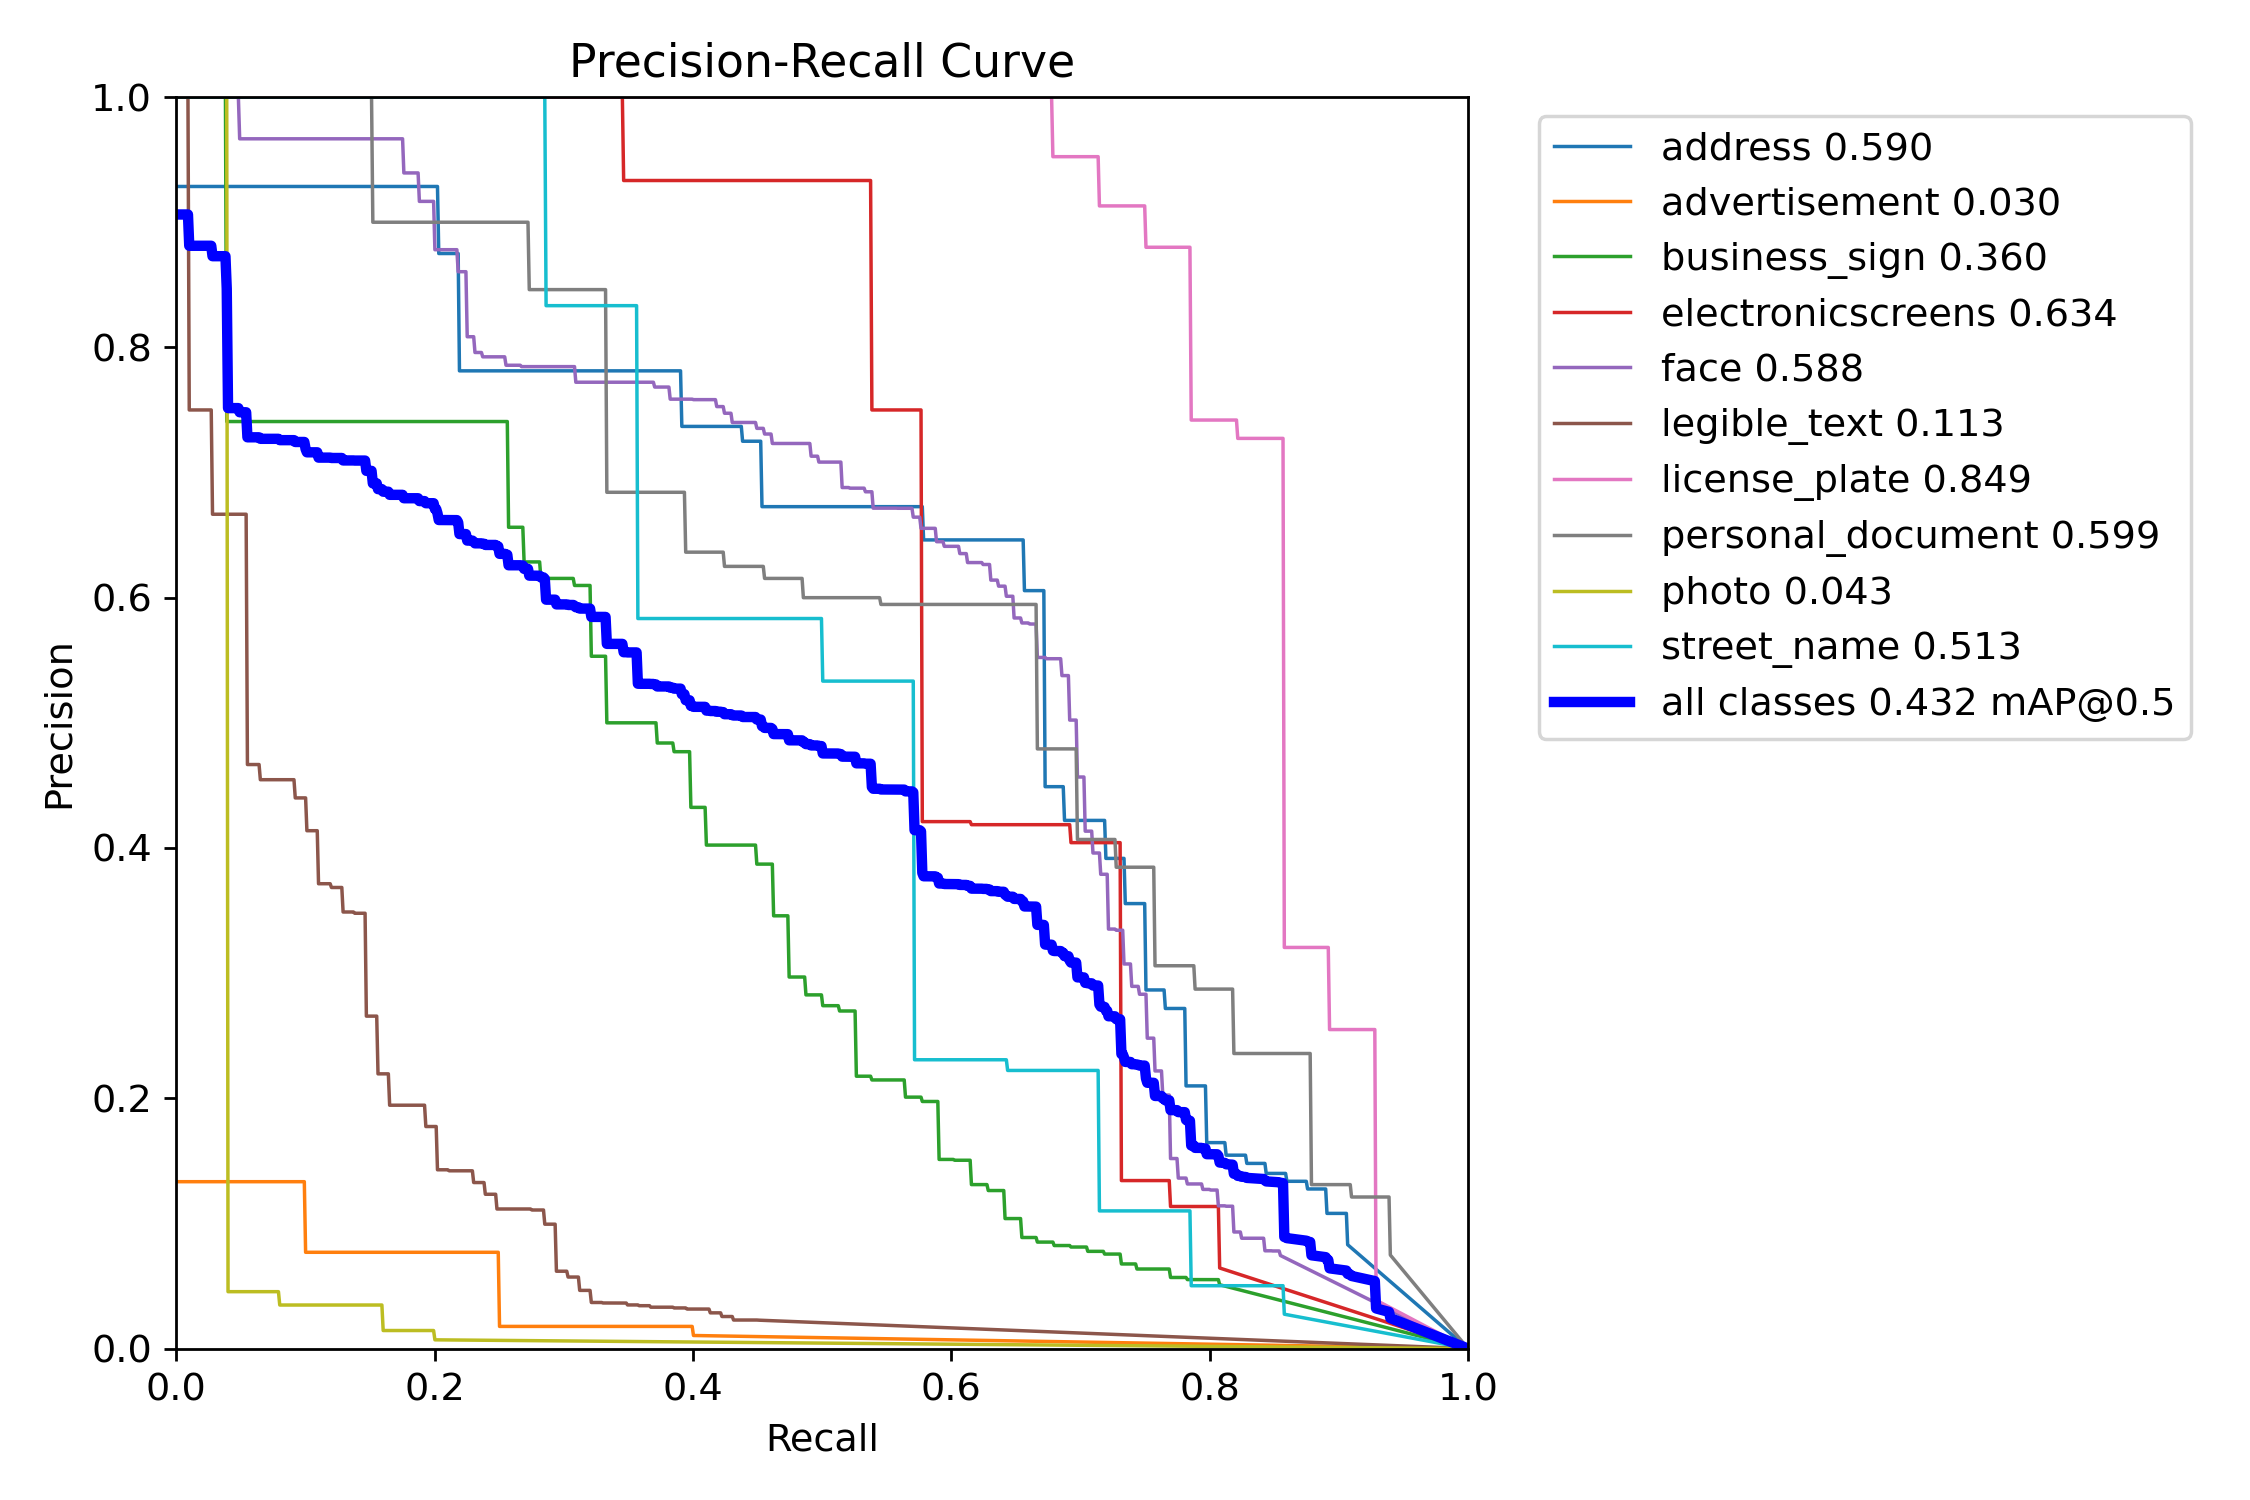 Precision-Recall Curve
1.0
0.8
0.6
0.4
0.2
0.0
Precision
0.0 0.2 0.4 0.6 0.8 1.0
Recall
address 0.590
advertisement 0.030
business_sign 0.360
electronicscreens 0.634
face 0.588
legible_text 0.113
license_plate 0.849
personal_document 0.599
photo 0.043
street_name 0.513
all classes 0.432 mAP@0.5